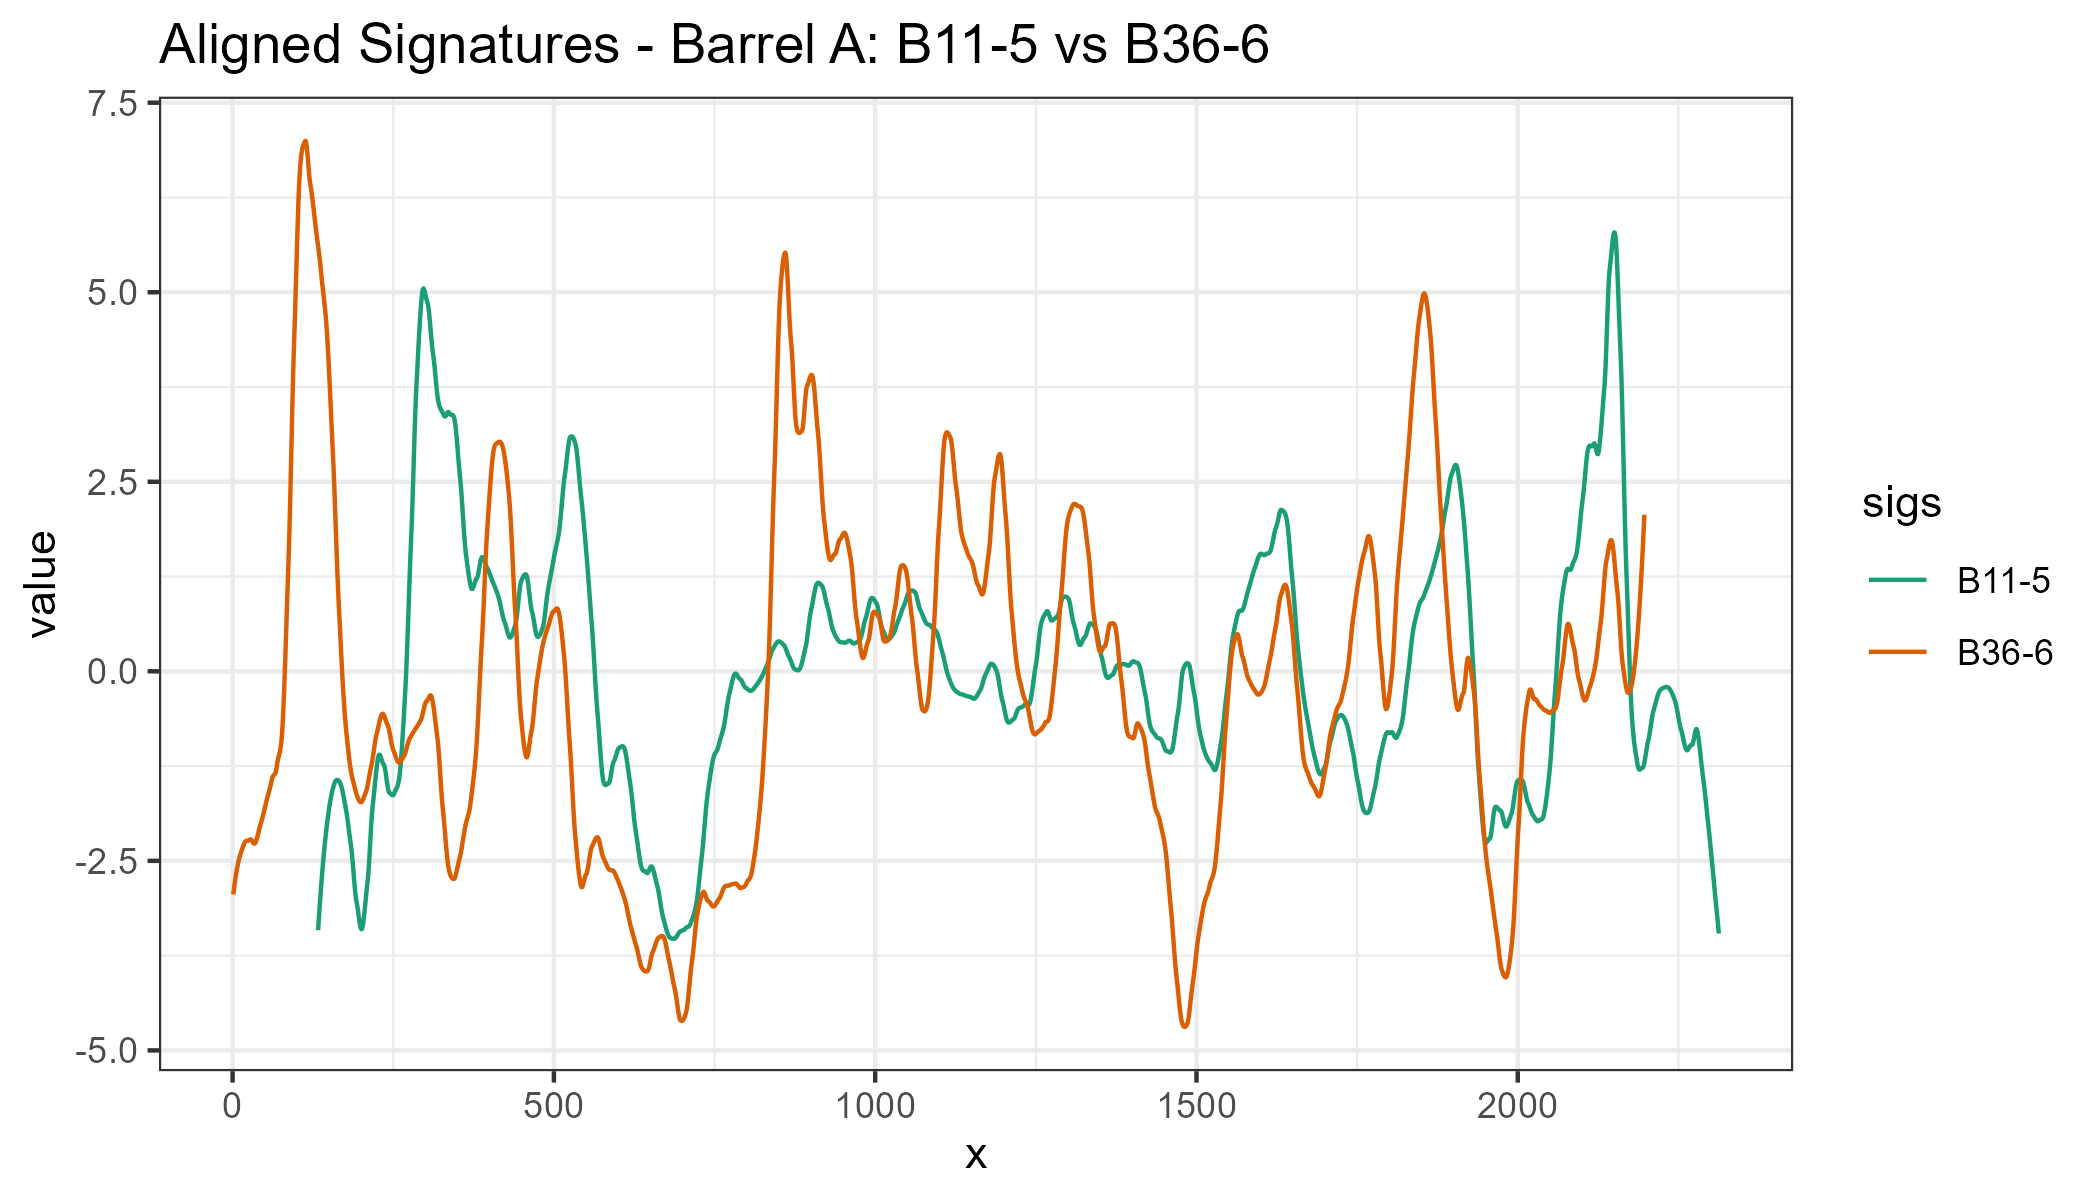 Aligned Signatures - Barrel A: B11-5 vs B36-6
7.5
5.0
2.5
0.0
-2.5
-5.0
value
0 500 1000 1500 2000
x
sigs
B11-5
B36-6